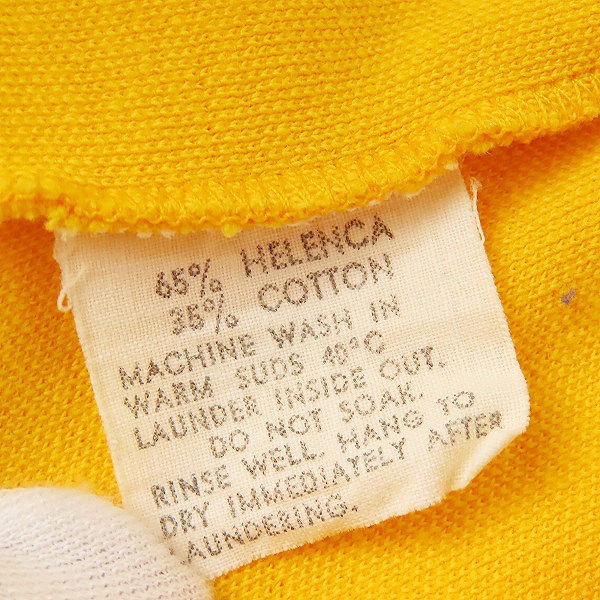 65% HELENCA
35% COTTON
MACHINE WASH IN
WARM SUDS 40°C
LAUNDER INSIDE OUT.
DO NOT SOAK.
RINSE WELL. HANG TO
DRY IMMEDIATELY AFTER
LAUNDERING.